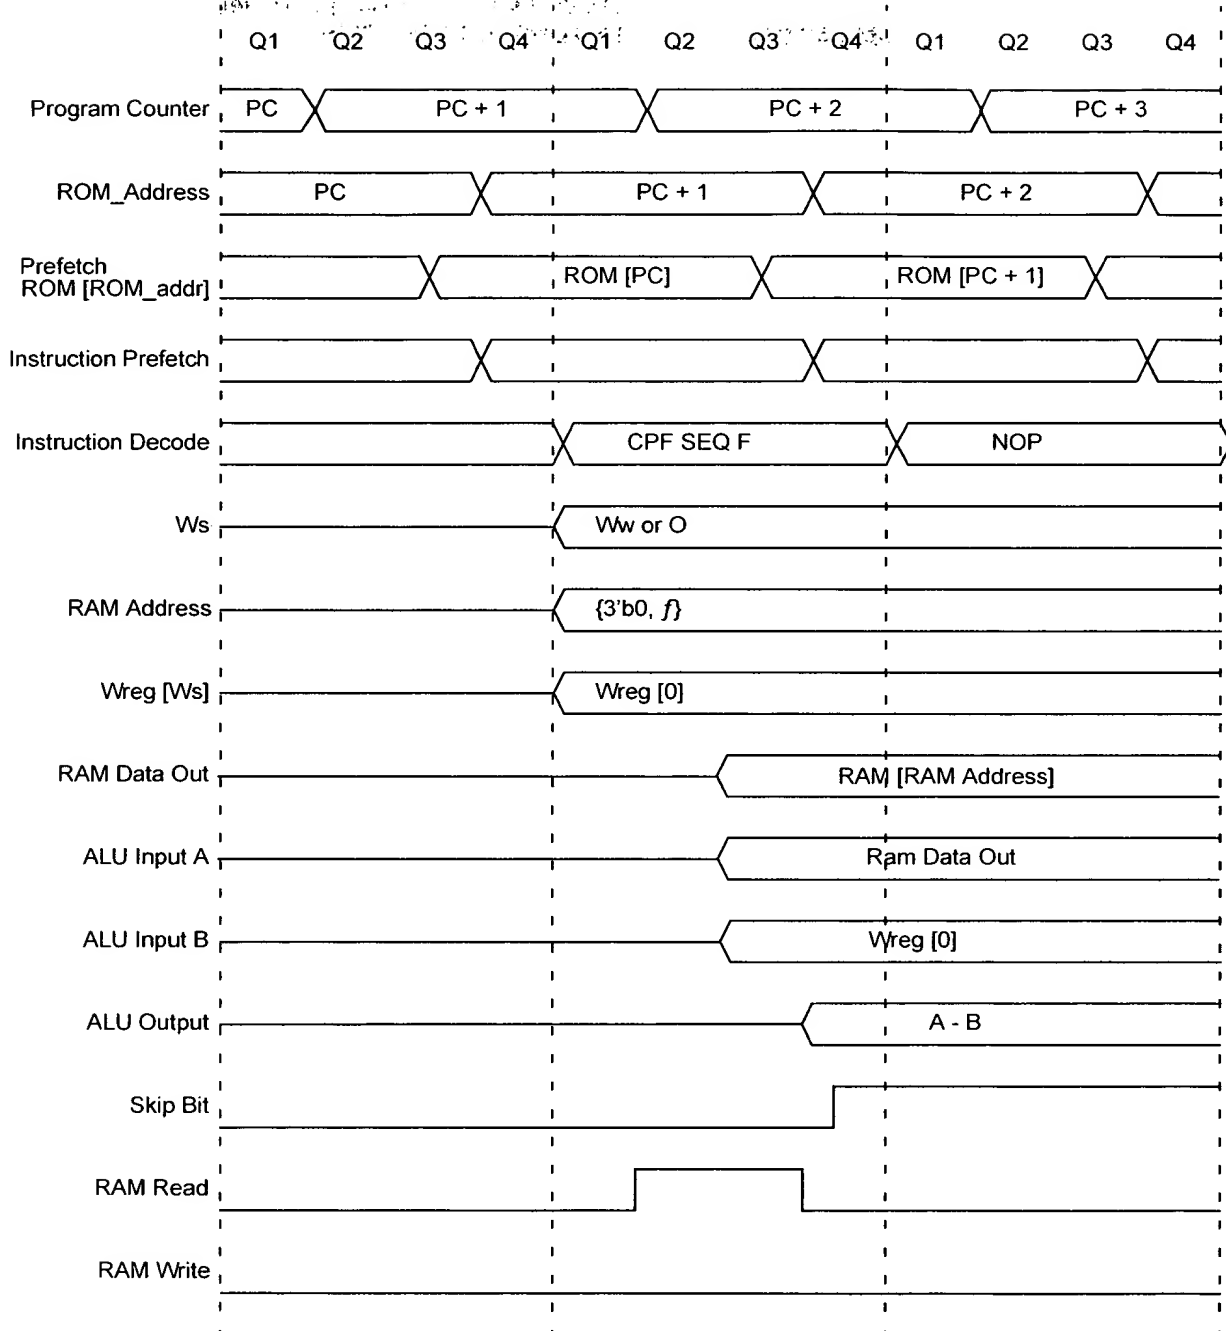 Q1 Q2 Q3 Q4 Q1 Q2 Q3 Q4 Q1 Q2 Q3 Q4
Program Counter PC PC + 1 PC + 2 PC + 3
ROM_Address PC PC + 1 PC + 2
Prefetch
ROM [ROM_addr] ROM [PC] ROM [PC + 1]
Instruction Prefetch
Instruction Decode CPF SEQ F NOP
Ws Ww or O
RAM Address {3'b0, f}
Wreg [Ws] Wreg [0]
RAM Data Out RAM [RAM Address]
ALU Input A Ram Data Out
ALU Input B Wreg [0]
ALU Output A - B
Skip Bit
RAM Read
RAM Write